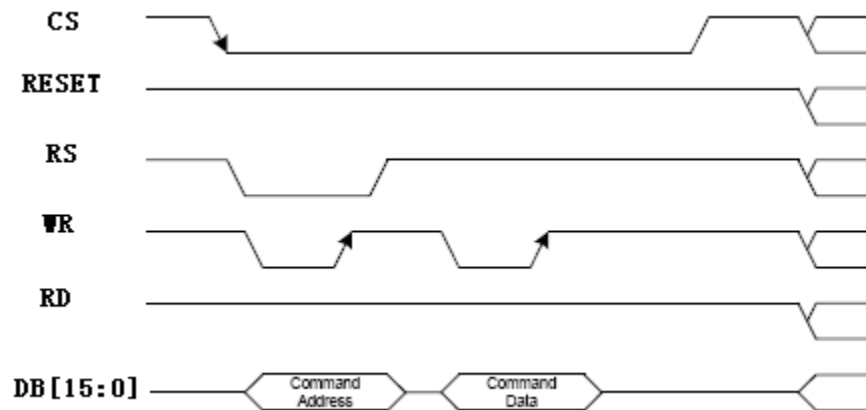 CS
RESET
RS
WR
RD
DB[15:0]
Command
Address
Command
Data